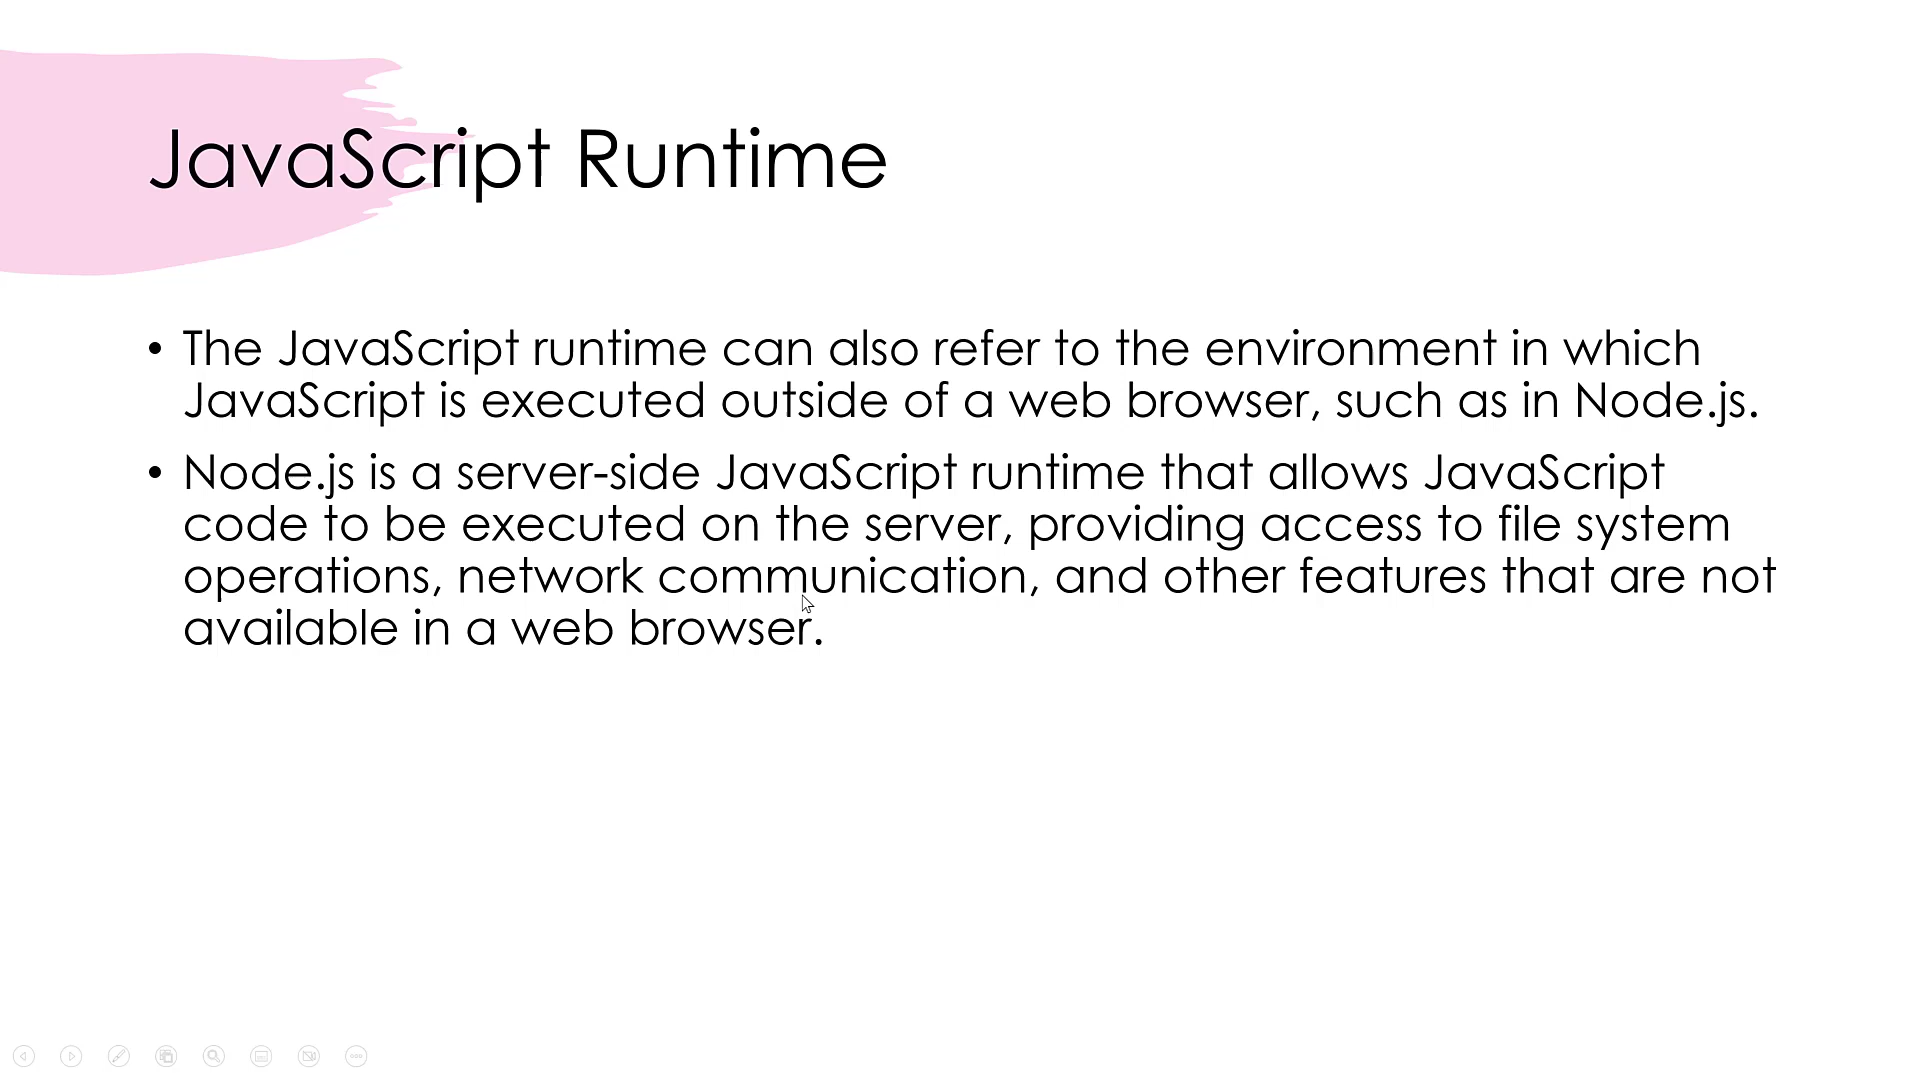 JavaScript Runtime
• The JavaScript runtime can also refer to the environment in which
JavaScript is executed outside of a web browser, such as in Node.js.
• Node.js is a server-side JavaScript runtime that allows JavaScript
code to be executed on the server, providing access to file system
operations, network communication, and other features that are not
available in a web browser.